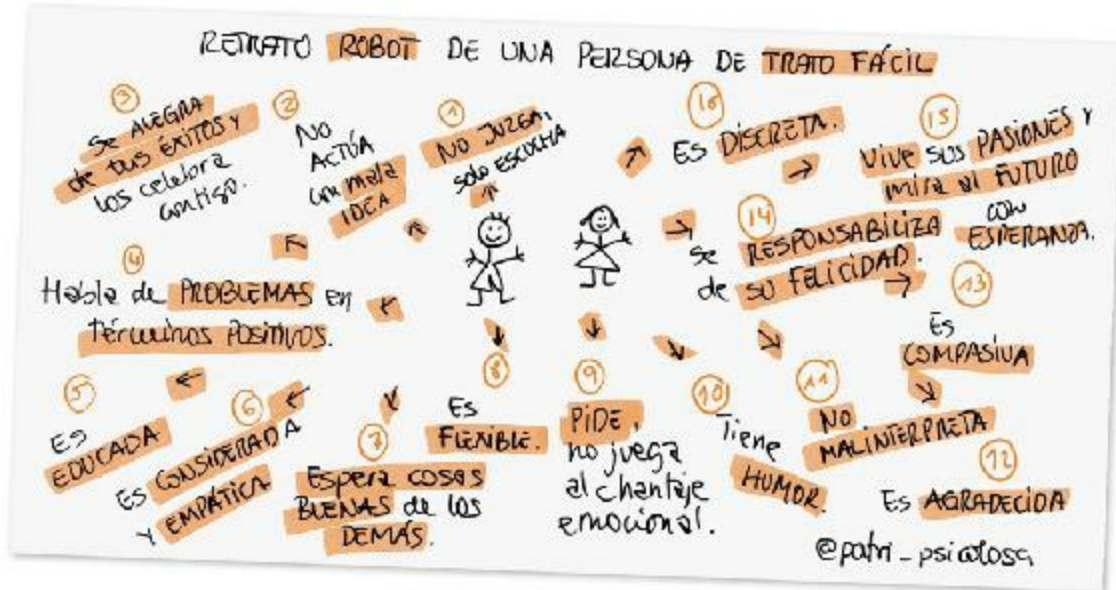 RETRATO ROBOT DE UNA PERSONA DE TRATO FÁCIL
1
NO JUZGA,
solo ESCUCHA
2
NO
ACTÚA
con mala
IDEA
3
Se ALEGRA
de tus ÉXITOS y
los celebra
contigo.
4
Habla de PROBLEMAS en
Términos POSITIVOS.
5
ES
EDUCADA
6
ES CONSIDERADA
Y EMPÁTICA
7
Espera cosas
BUENAS de los
DEMÁS.
8
ES
FLEXIBLE.
9
PIDE,
no juega
al chantaje
emocional.
10
Tiene
HUMOR.
11
NO
MALINTERPRETA
12
Es AGRADECIDA
13
Es
COMPASIVA
14
Se RESPONSABILIZA
de SU FELICIDAD.
15
Vive sus PASIONES Y
mira al FUTURO
con
ESPERANZA.
16
Es DISCRETA.
@patri_psicologa